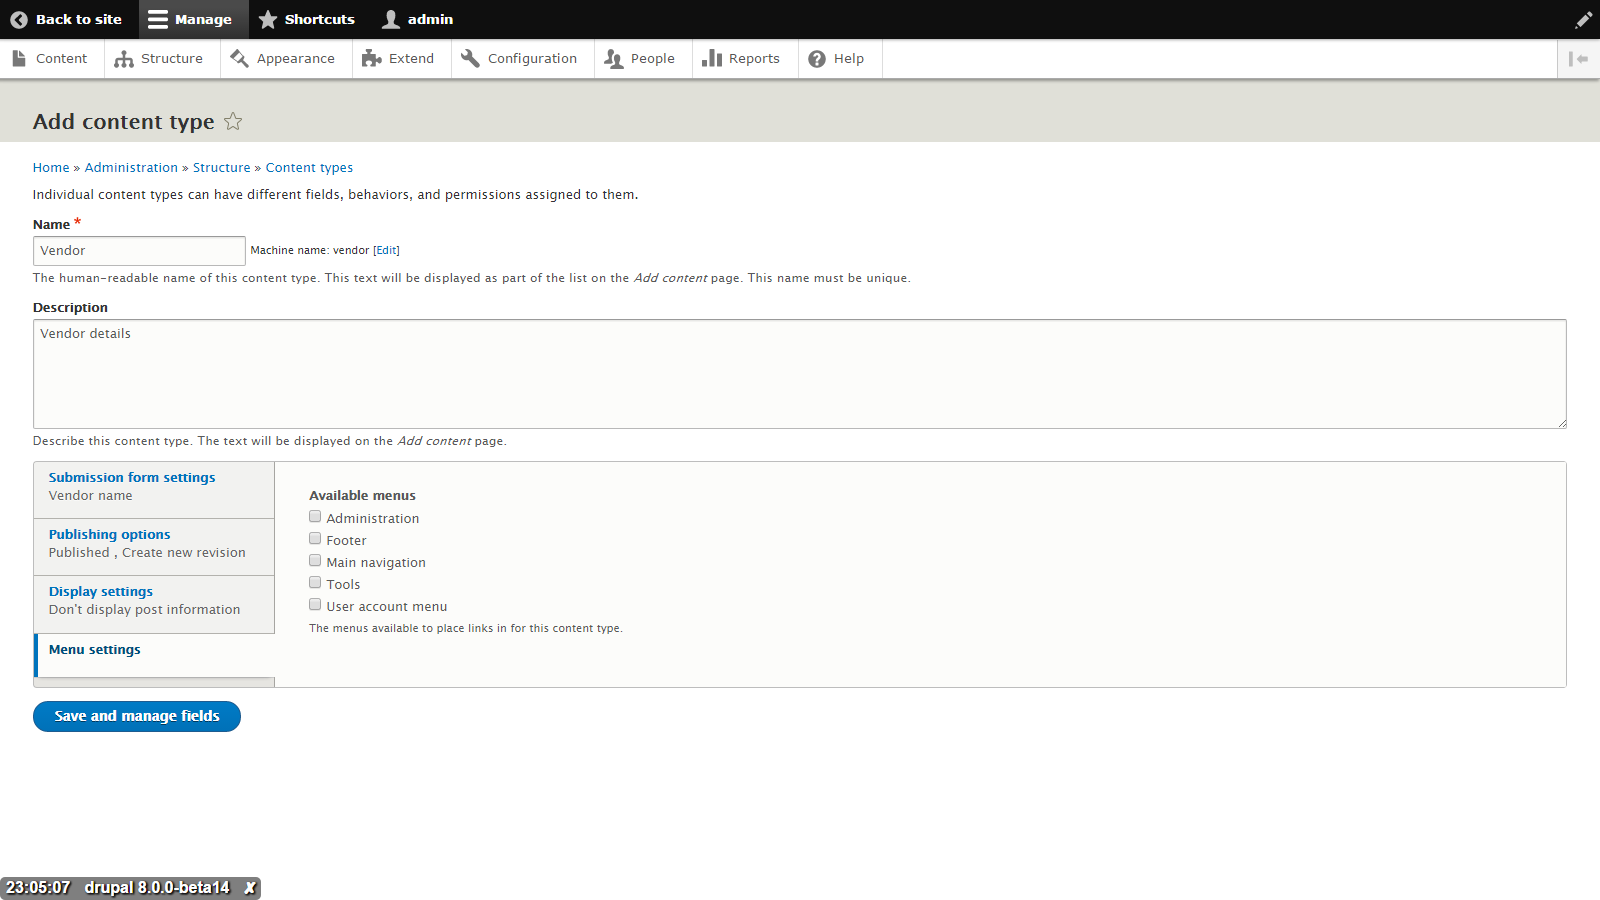 Back to site Manage Shortcuts admin
Content Structure Appearance Extend Configuration People Reports Help
Add content type
Home » Administration » Structure » Content types
Individual content types can have different fields, behaviors, and permissions assigned to them.
Name *
Vendor Machine name: vendor [Edit]
The human-readable name of this content type. This text will be displayed as part of the list on the Add content page. This name must be unique.
Description
Vendor details
Describe this content type. The text will be displayed on the Add content page.
Submission form settings
Vendor name
Publishing options
Published , Create new revision
Display settings
Don't display post information
Menu settings
Available menus
Administration
Footer
Main navigation
Tools
User account menu
The menus available to place links in for this content type.
Save and manage fields
23:05:07 drupal 8.0.0-beta14 ✘